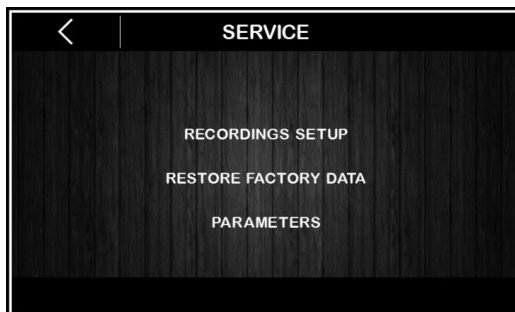 SERVICE
RECORDINGS SETUP
RESTORE FACTORY DATA
PARAMETERS